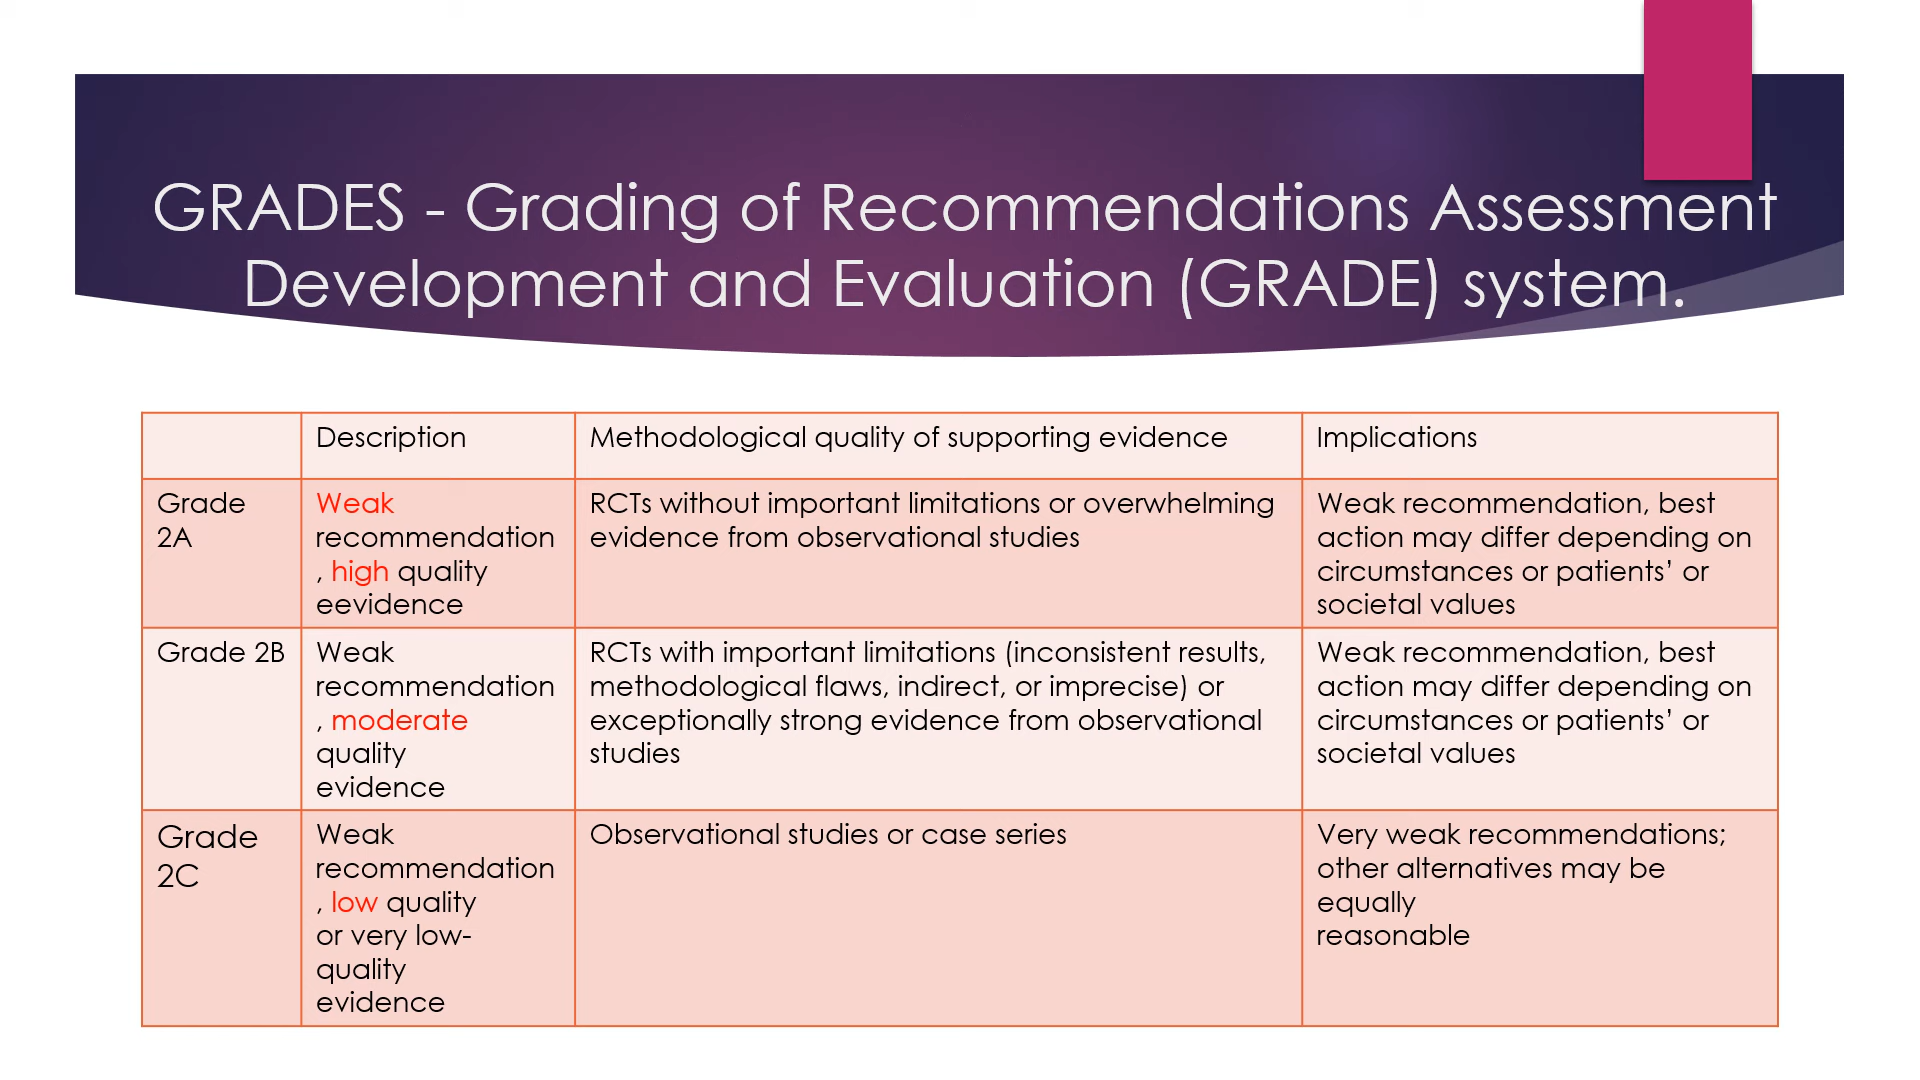 GRADES - Grading of Recommendations Assessment
Development and Evaluation (GRADE) system.
Description
Methodological quality of supporting evidence
Implications
Grade
2A
Weak
recommendation
, high quality
eevidence
RCTs without important limitations or overwhelming
evidence from observational studies
Weak recommendation, best
action may differ depending on
circumstances or patients’ or
societal values
Grade 2B
Weak
recommendation
, moderate
quality
evidence
RCTs with important limitations (inconsistent results,
methodological flaws, indirect, or imprecise) or
exceptionally strong evidence from observational
studies
Weak recommendation, best
action may differ depending on
circumstances or patients’ or
societal values
Grade
2C
Weak
recommendation
, low quality
or very low-
quality
evidence
Observational studies or case series
Very weak recommendations;
other alternatives may be
equally
reasonable